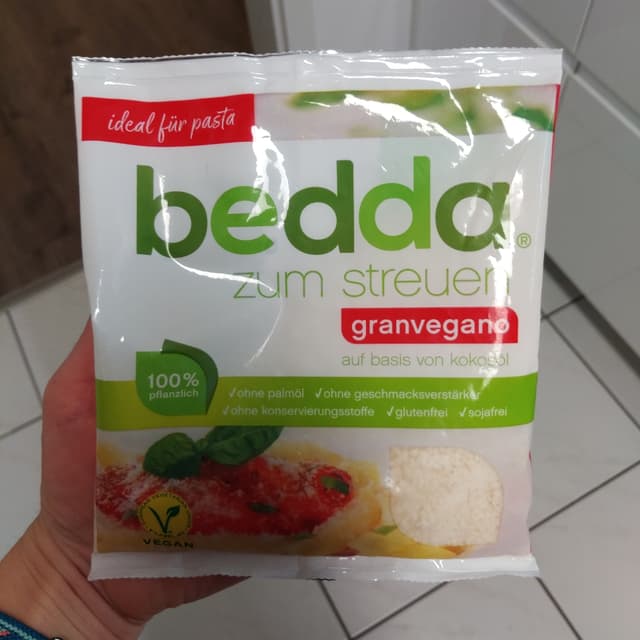 ideal für pasta
bedda®
zum streuen
granvegano
auf basis von kokosöl
100%
pflanzlich
✓ohne palmöl ✓ohne geschmacksverstärker
✓ohne konservierungsstoffe ✓glutenfrei ✓sojafrei
VEGAN